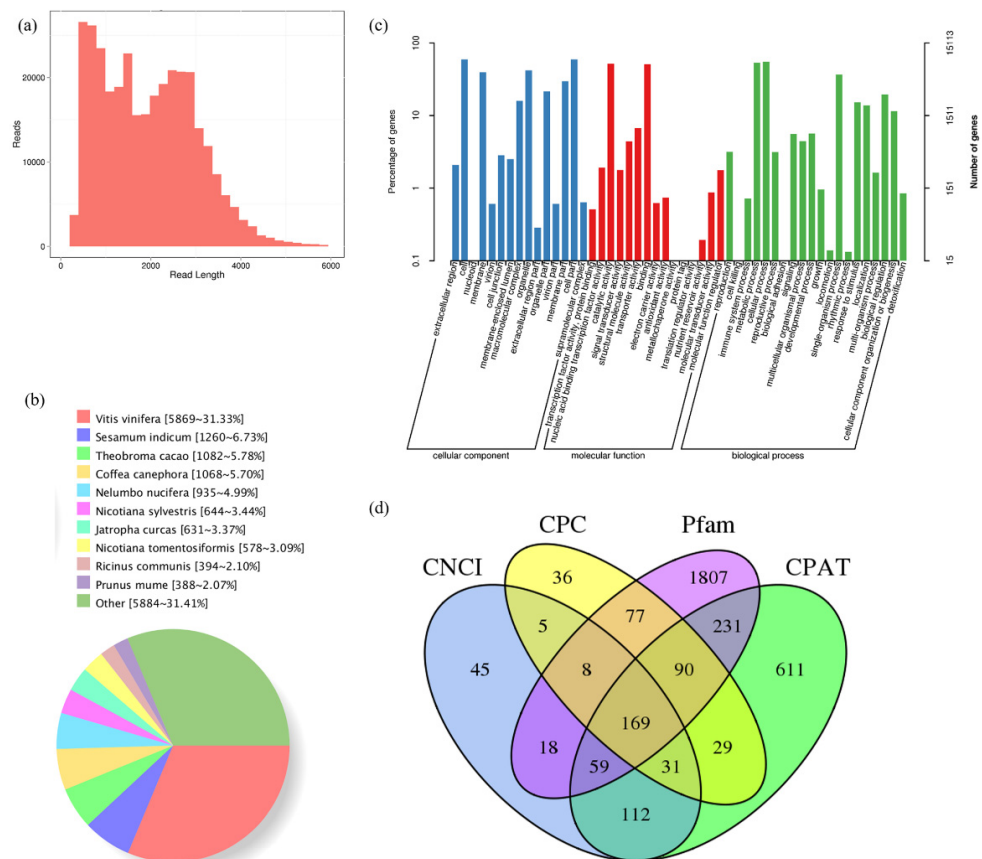 (a)
20000
10000
0
Reads
0
2000
4000
6000
Read Length
(b)
Vitis vinifera [5869~31.33%]
Sesamum indicum [1260~6.73%]
Theobroma cacao [1082~5.78%]
Coffea canephora [1068~5.70%]
Nelumbo nucifera [935~4.99%]
Nicotiana sylvestris [644~3.44%]
Jatropha curcas [631~3.37%]
Nicotiana tomentosiformis [578~3.09%]
Ricinus communis [394~2.10%]
Prunus mume [388~2.07%]
Other [5884~31.41%]
(c)
100
10
1
0.1
Percentage of genes
15113
1511
151
15
Number of genes
extracellular region
cell
nucleoid
membrane
virion
cell junction
membrane-enclosed lumen
macromolecular complex
organelle
extracellular region part
organelle part
virion part
membrane part
cell part
supramolecular complex
transcription factor activity, protein binding
nucleic acid binding transcription factor activity
catalytic activity
signal transducer activity
structural molecule activity
transporter activity
binding
electron carrier activity
antioxidant activity
metallochaperone activity
protein tag
translation regulator activity
nutrient reservoir activity
molecular transducer activity
molecular function regulator
reproduction
cell killing
immune system process
metabolic process
cellular process
reproductive process
biological adhesion
signaling
multicellular organismal process
developmental process
growth
locomotion
single-organism process
rhythmic process
response to stimulus
localization
multi-organism process
biological regulation
cellular component organization or biogenesis
detoxification
cellular component
molecular function
biological process
(d)
CNCI
CPC
Pfam
CPAT
36
1807
5
77
231
45
8
90
611
169
18
29
59
31
112